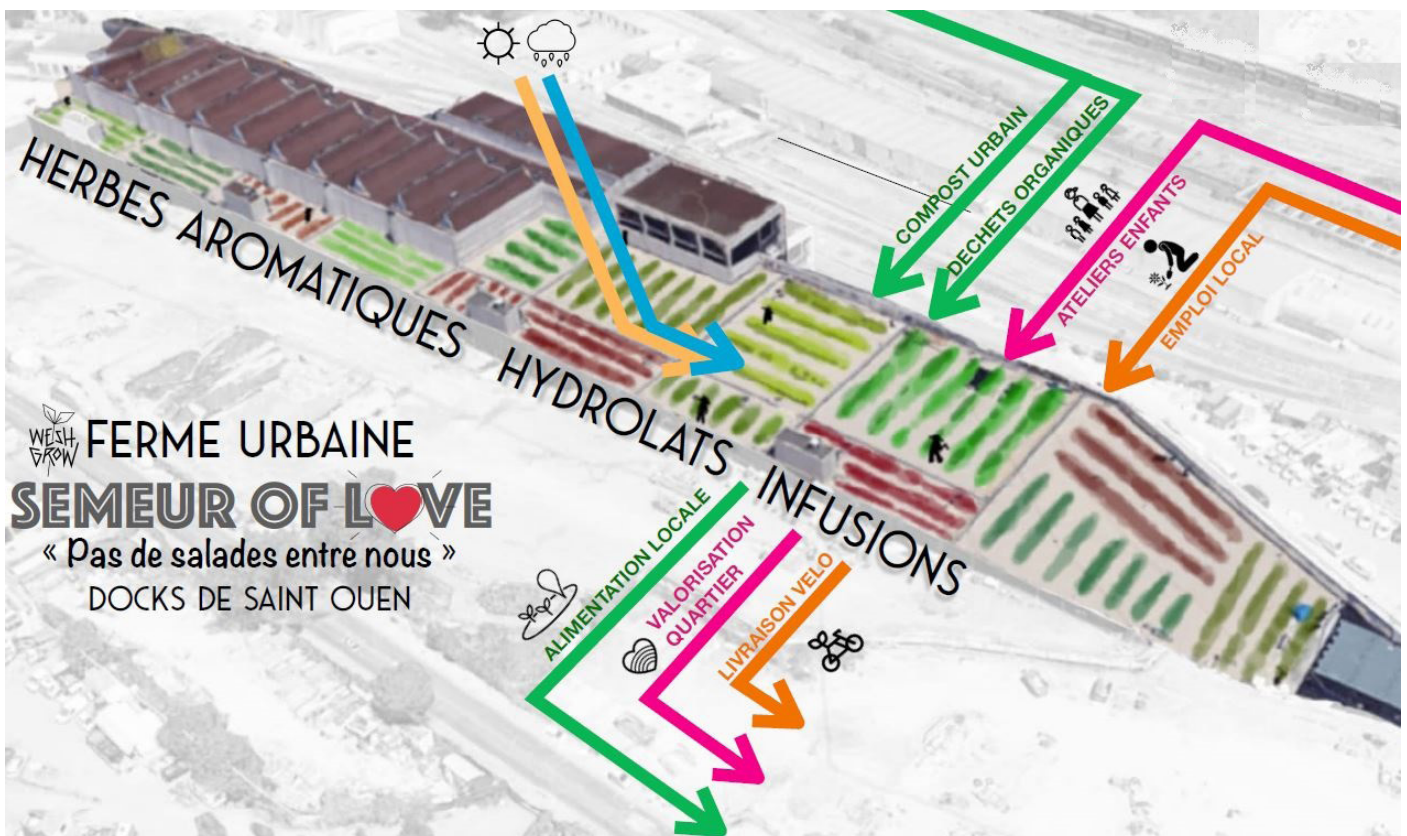 COMPOST URBAIN
DECHETS ORGANIQUES
ATELIERS ENFANTS
EMPLOI LOCAL
HERBES AROMATIQUES HYDROLATS INFUSIONS
WESH
GROW
FERME URBAINE
SEMEUR OF LOVE
« Pas de salades entre nous »
DOCKS DE SAINT OUEN
ALIMENTATION LOCALE
VALORISATION
QUARTIER
LIVRAISON VELO